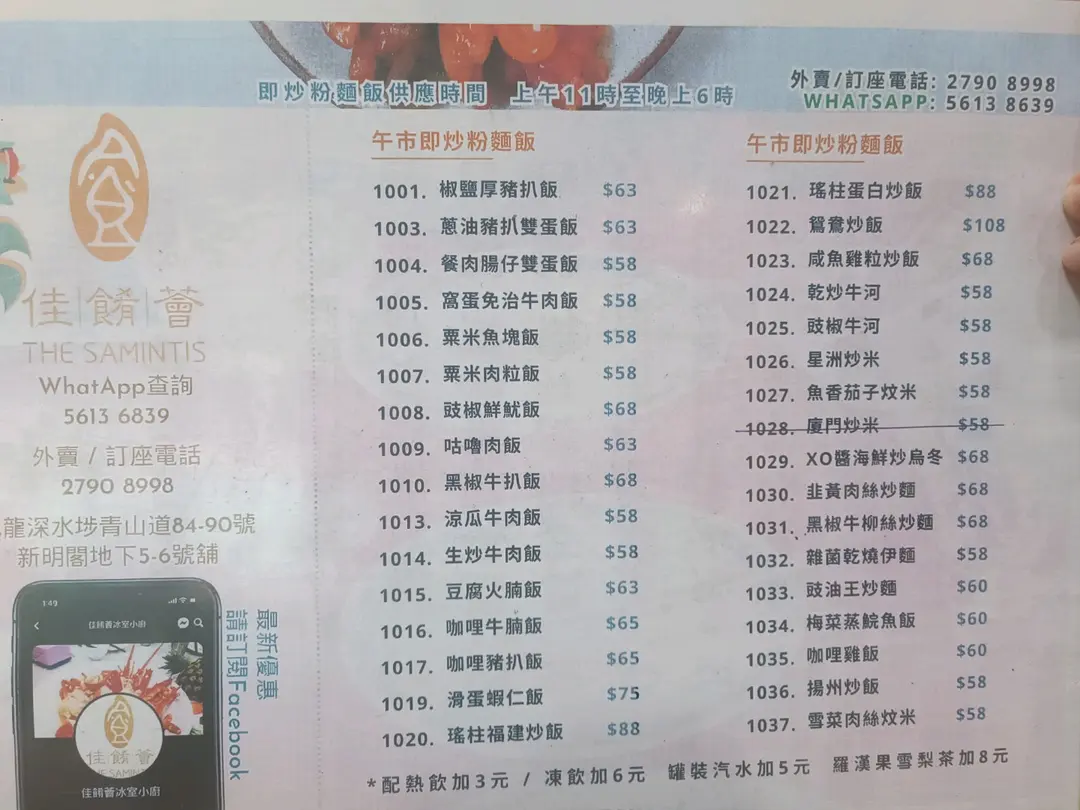 即炒粉麵飯供應時間 上午11時至晚上6時
外賣/訂座電話: 2790 8998
WHATSAPP: 5613 8639
佳|餚|薈
THE SAMINTIS
WhatApp查詢
5613 6839
外賣 / 訂座電話
2790 8998
龍深水埗青山道84-90號
新明閣地下5-6號舖
1:49
佳餚薈冰室小廚
佳餚薈
佳餚薈冰室小廚
最新優惠
請訂閱Facebook
午市即炒粉麵飯
1001. 椒鹽厚豬扒飯 $63
1003. 蔥油豬扒雙蛋飯 $63
1004. 餐肉腸仔雙蛋飯 $58
1005. 窩蛋免治牛肉飯 $58
1006. 粟米魚塊飯 $58
1007. 粟米肉粒飯 $58
1008. 豉椒鮮魷飯 $68
1009. 咕嚕肉飯 $63
1010. 黑椒牛扒飯 $68
1013. 涼瓜牛肉飯 $58
1014. 生炒牛肉飯 $58
1015. 豆腐火腩飯 $63
1016. 咖哩牛腩飯 $65
1017. 咖哩豬扒飯 $65
1019. 滑蛋蝦仁飯 $75
1020. 瑤柱福建炒飯 $88
午市即炒粉麵飯
1021. 瑤柱蛋白炒飯 $88
1022. 鴛鴦炒飯 $108
1023. 咸魚雞粒炒飯 $68
1024. 乾炒牛河 $58
1025. 豉椒牛河 $58
1026. 星洲炒米 $58
1027. 魚香茄子炆米 $58
1028. 廈門炒米 $58
1029. XO醬海鮮炒烏冬 $68
1030. 韭黃肉絲炒麵 $68
1031. 黑椒牛柳絲炒麵 $68
1032. 雜菌乾燒伊麵 $58
1033. 豉油王炒麵 $60
1034. 梅菜蒸鯇魚飯 $60
1035. 咖哩雞飯 $60
1036. 揚州炒飯 $58
1037. 雪菜肉絲炆米 $58
*配熱飲加3元 / 凍飲加6元 罐裝汽水加5元 羅漢果雪梨茶加8元